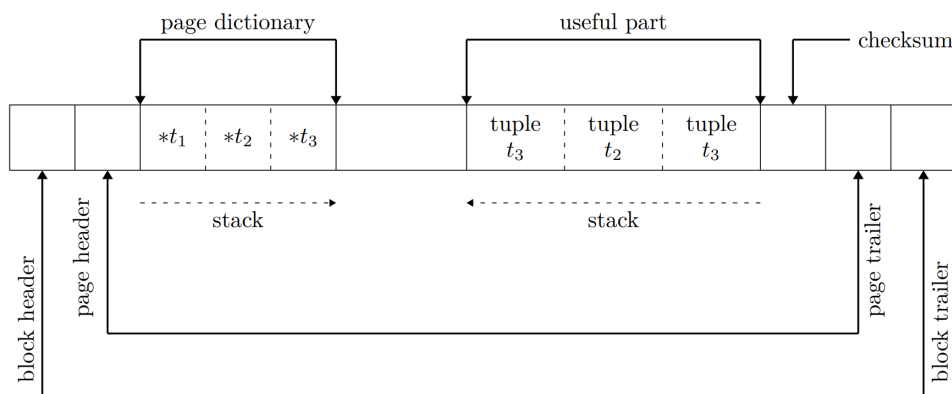 page dictionary
useful part
checksum
*t₁
*t₂
*t₃
tuple
t₃
tuple
t₂
tuple
t₃
stack
stack
block header
page header
page trailer
block trailer